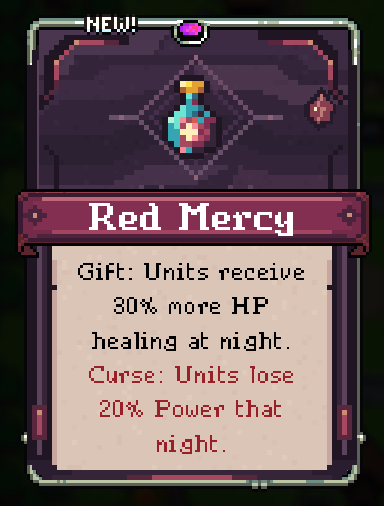 NEW!
Red Mercy
Gift: Units receive
30% more HP
healing at night.
Curse: Units lose
20% Power that
night.